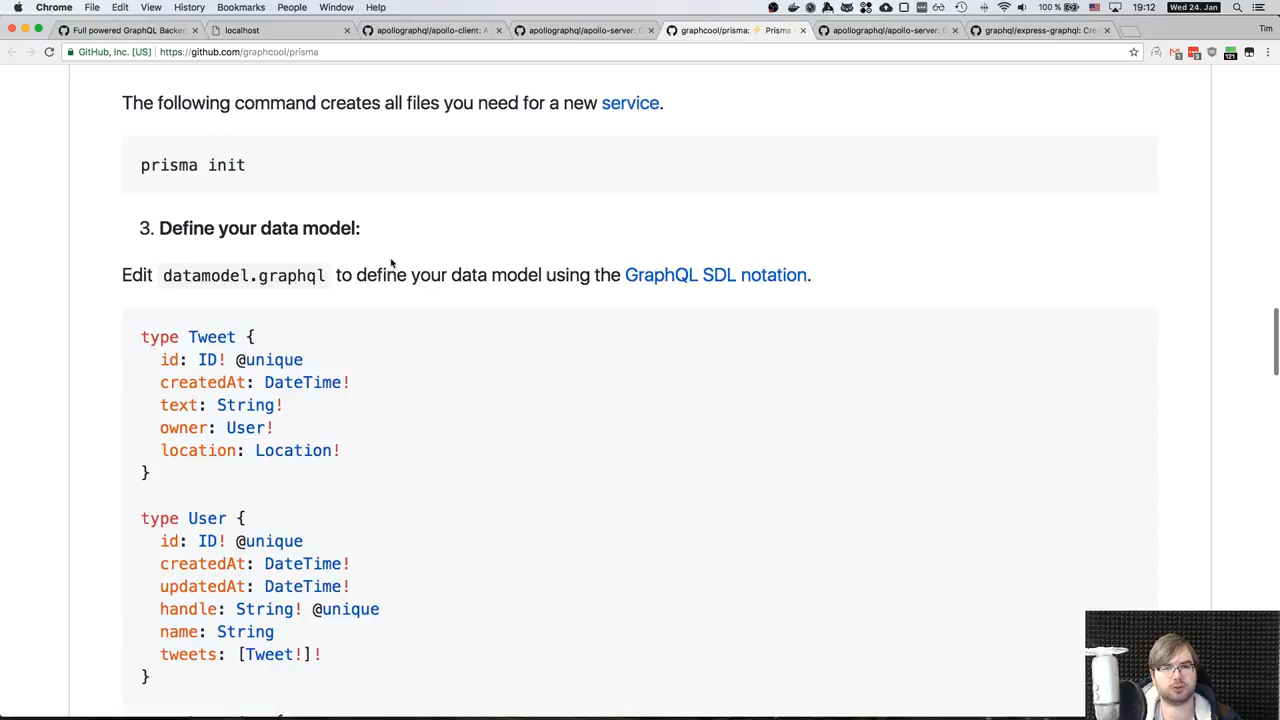 Chrome File Edit View History Bookmarks People Window Help 100 % 19:12 Wed 24. Jan
Full powered GraphQL Backen localhost apollographql/apollo-client: A apollographql/apollo-server: G graphcool/prisma: ⚡ Prisma apollographql/apollo-server: G graphql/express-graphql: Crea Tim
GitHub, Inc. [US] https://github.com/graphcool/prisma
The following command creates all files you need for a new service.
prisma init
3. Define your data model:
Edit datamodel.graphql to define your data model using the GraphQL SDL notation.
type Tweet {
id: ID! @unique
createdAt: DateTime!
text: String!
owner: User!
location: Location!
}
type User {
id: ID! @unique
createdAt: DateTime!
updatedAt: DateTime!
handle: String! @unique
name: String
tweets: [Tweet!]!
}